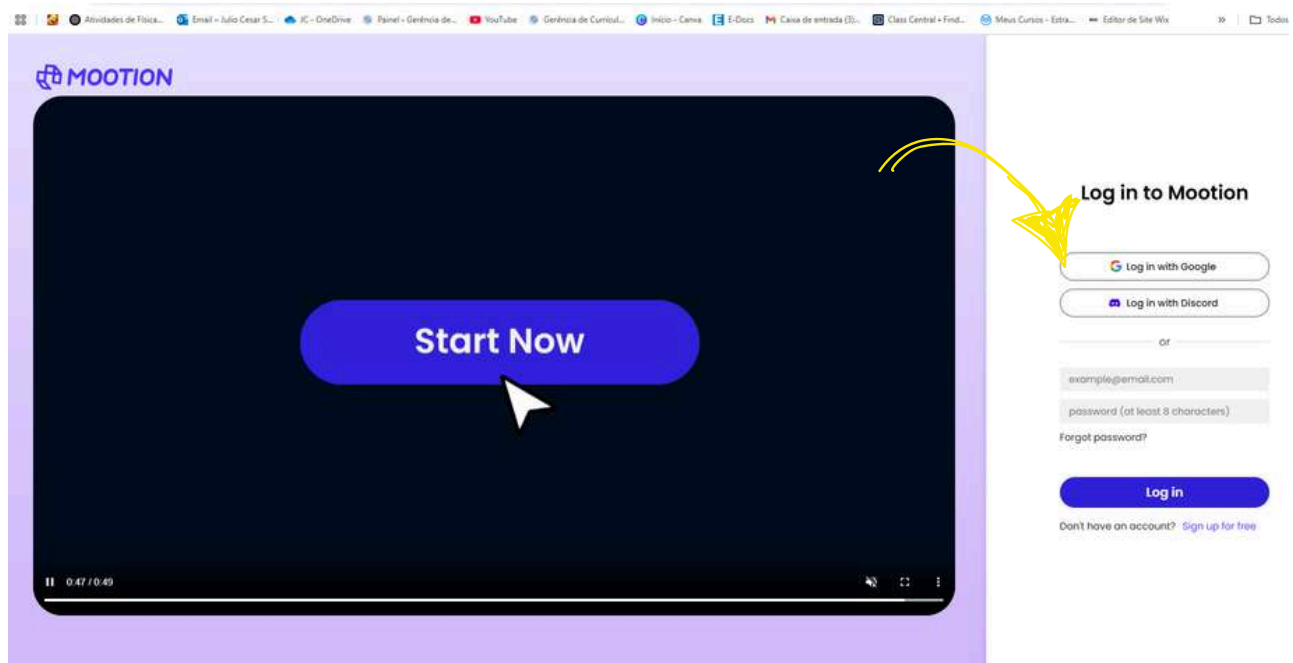 Atividades de Física... Email – Julio Cesar S... JC - OneDrive Painel - Gerência de... YouTube Gerência de Currícul... Início - Canva E-Docs Caixa de entrada (3)... Class Central • Find... Meus Cursos - Estra... Editor de Site Wix » Todos
MOOTION
Log in to Mootion
Log in with Google
Log in with Discord
or
Start Now
example@email.com
password (at least 8 characters)
Forgot password?
Log in
Don't have an account? Sign up for free
0:47 / 0:49